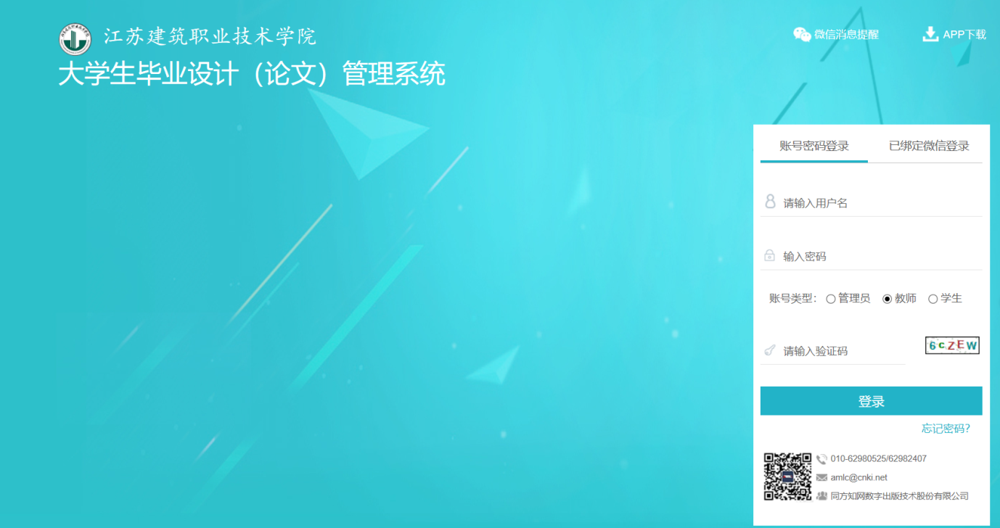 江苏建筑职业技术学院
大学生毕业设计（论文）管理系统
微信消息提醒
APP下载
账号密码登录
已绑定微信登录
请输入用户名
输入密码
账号类型： 管理员 教师 学生
请输入验证码
6cZEW
登录
忘记密码?
010-62980525/62982407
amlc@cnki.net
同方知网数字出版技术股份有限公司